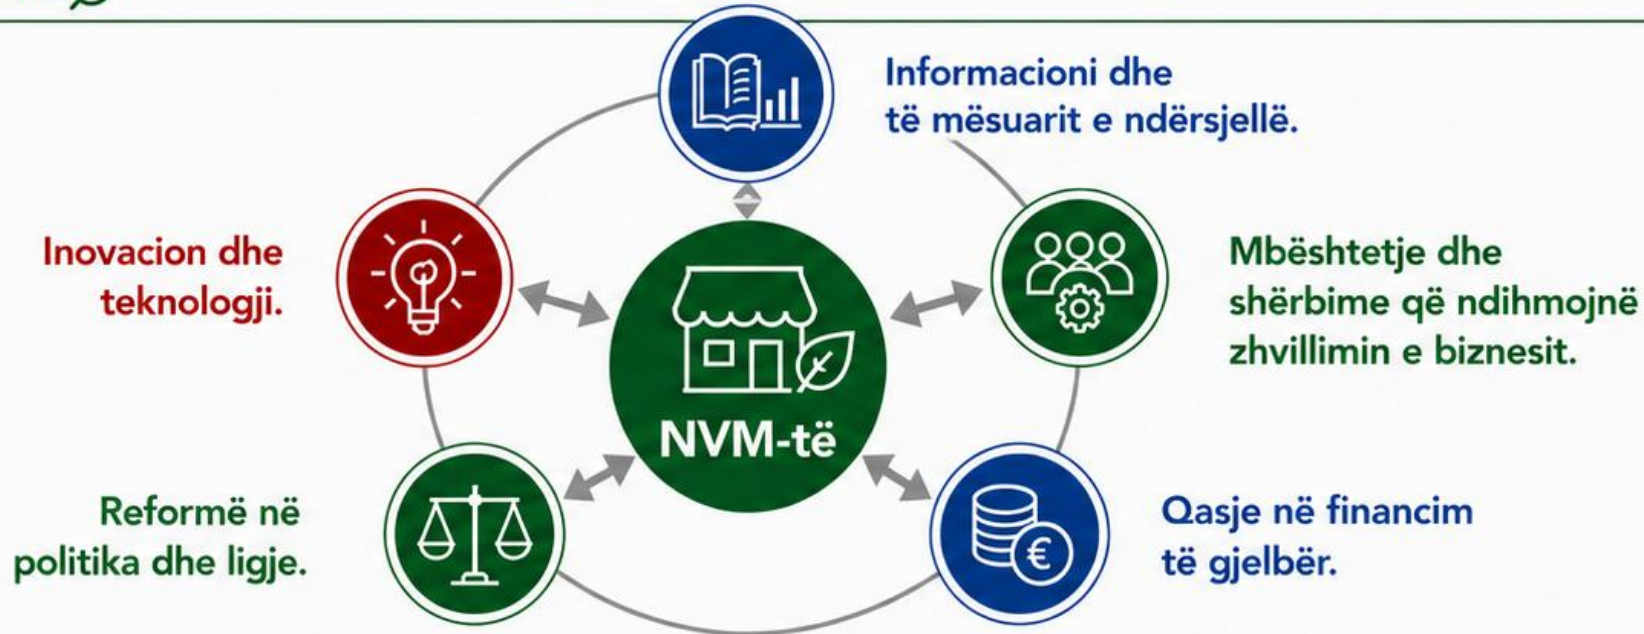 Informacioni dhe
të mësuarit e ndërsjellë.
Inovacion dhe
teknologji.
Mbështetje dhe
shërbime që ndihmojnë
zhvillimin e biznesit.
NVM-të
Reformë në
politika dhe ligje.
Qasje në financim
të gjelbër.
€